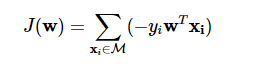 J(w) = ∑_{x_i∈ℳ} (−y_i w^T x_i)